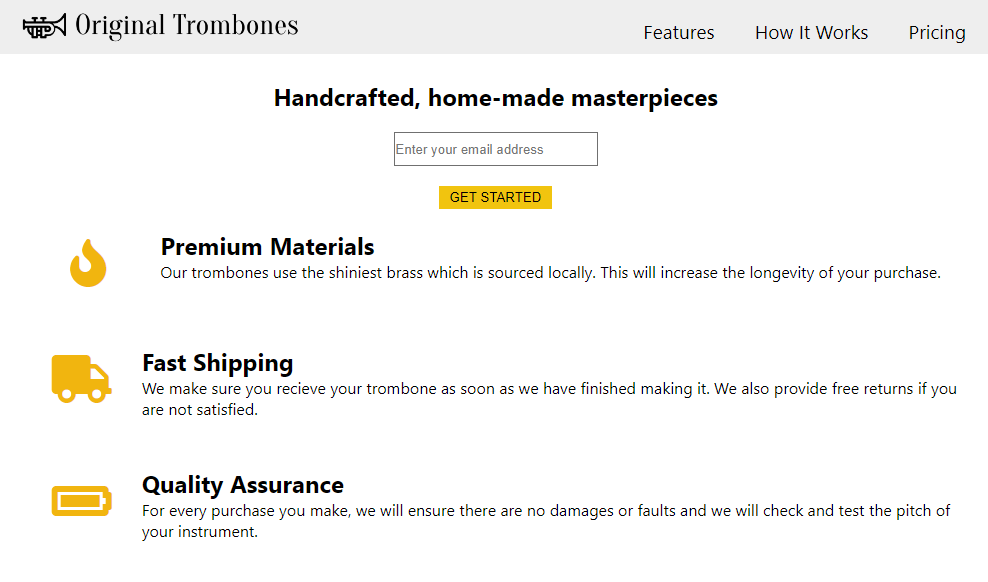 Original Trombones
Features
How It Works
Pricing
Handcrafted, home-made masterpieces
Enter your email address
GET STARTED
Premium Materials
Our trombones use the shiniest brass which is sourced locally. This will increase the longevity of your purchase.
Fast Shipping
We make sure you recieve your trombone as soon as we have finished making it. We also provide free returns if you
are not satisfied.
Quality Assurance
For every purchase you make, we will ensure there are no damages or faults and we will check and test the pitch of
your instrument.